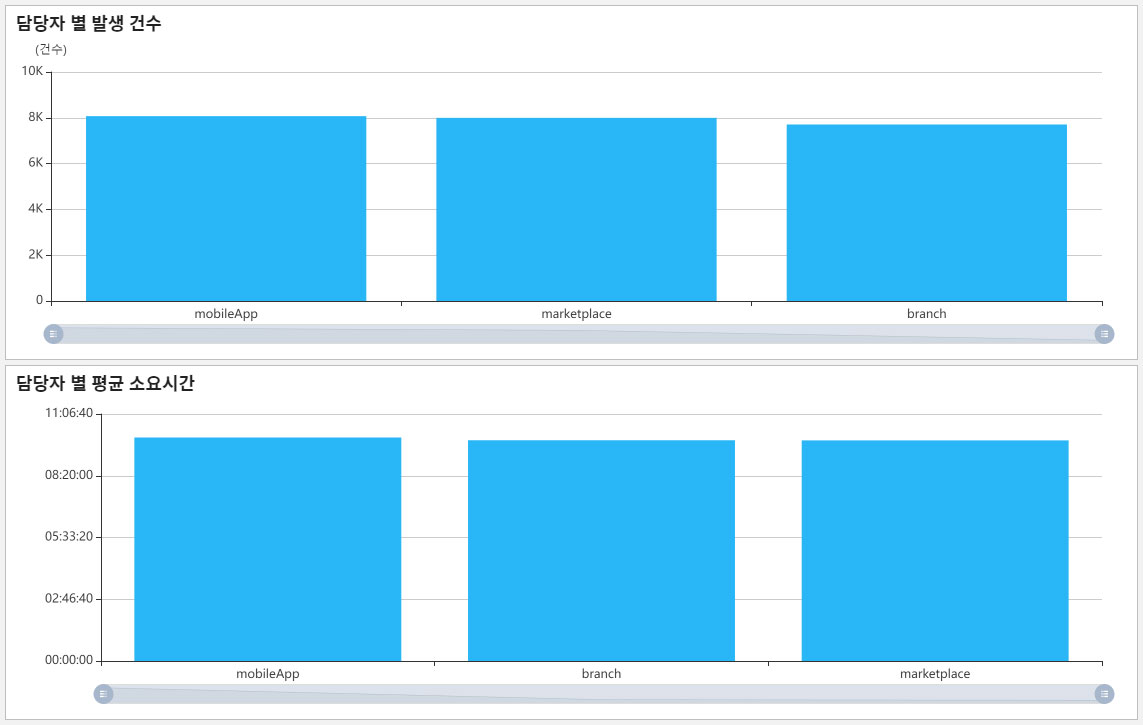 담당자 별 발생 건수
(건수)
10K
8K
6K
4K
2K
0
mobileApp marketplace branch
담당자 별 평균 소요시간
11:06:40
08:20:00
05:33:20
02:46:40
00:00:00
mobileApp branch marketplace